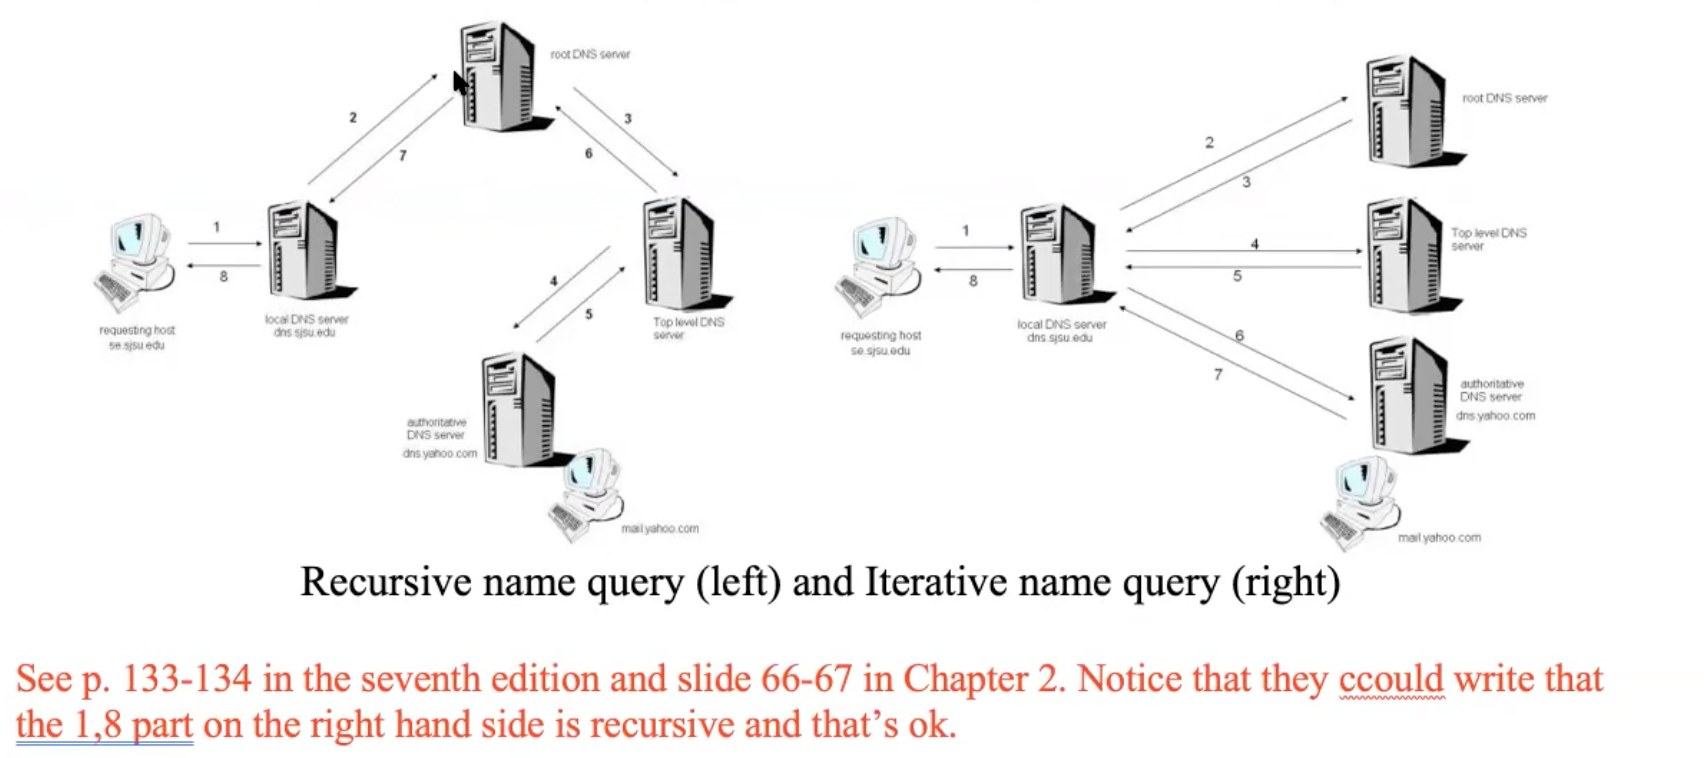 root DNS server
2
3
7
6
1
8
4
5
requesting host
se.sjsu.edu
local DNS server
dns.sjsu.edu
Top level DNS
server
authoritative
DNS server
dns.yahoo.com
mail.yahoo.com
root DNS server
2
3
1
8
4
5
Top level DNS
server
requesting host
se.sjsu.edu
local DNS server
dns.sjsu.edu
6
7
authoritative
DNS server
dns.yahoo.com
mail.yahoo.com
Recursive name query (left) and Iterative name query (right)
See p. 133-134 in the seventh edition and slide 66-67 in Chapter 2. Notice that they ccould write that
the 1,8 part on the right hand side is recursive and that’s ok.